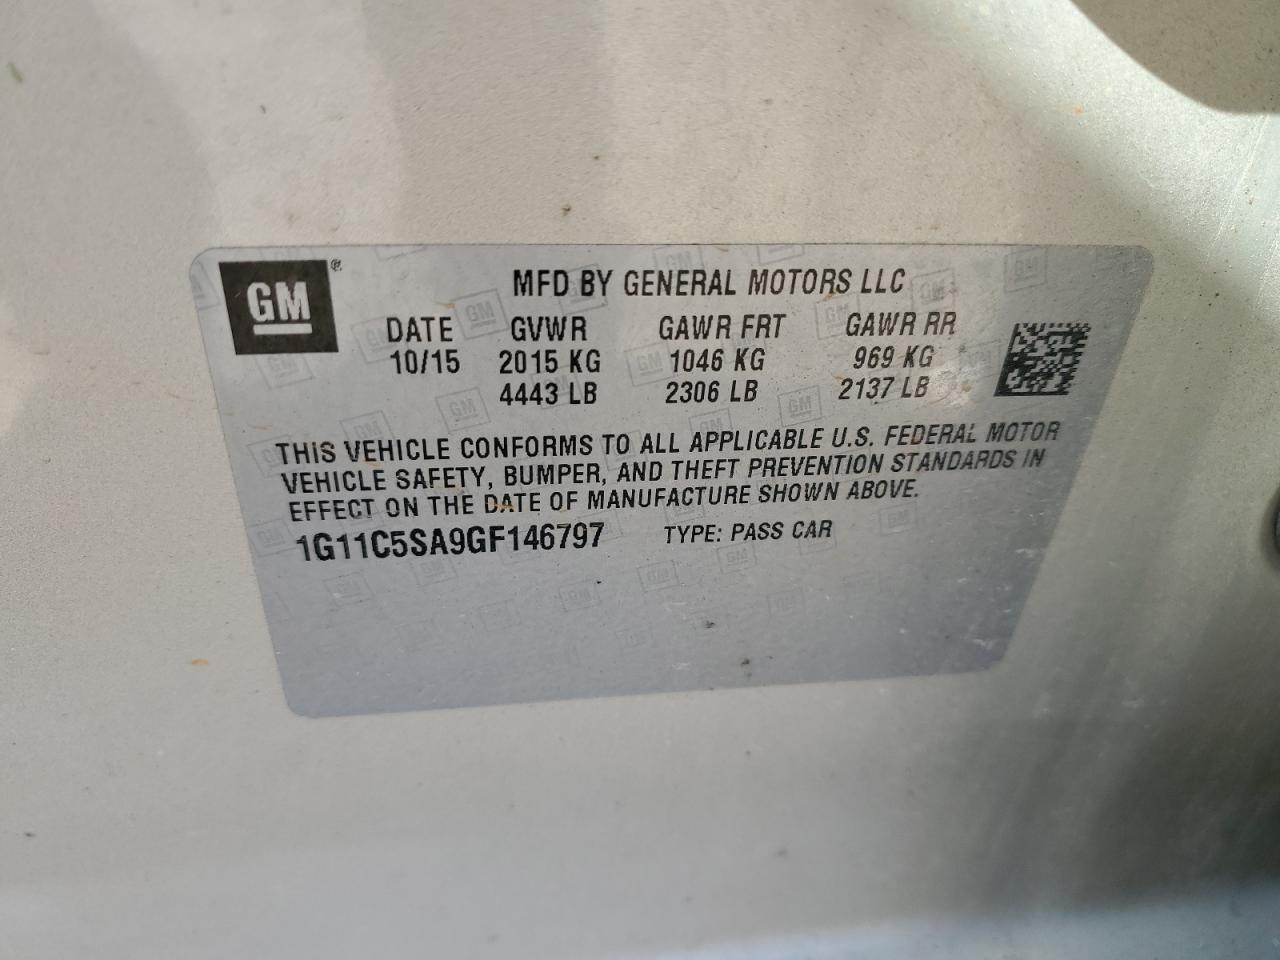 GM®
MFD BY GENERAL MOTORS LLC
DATE GVWR GAWR FRT GAWR RR
10/15 2015 KG 1046 KG 969 KG
4443 LB 2306 LB 2137 LB
THIS VEHICLE CONFORMS TO ALL APPLICABLE U.S. FEDERAL MOTOR
VEHICLE SAFETY, BUMPER, AND THEFT PREVENTION STANDARDS IN
EFFECT ON THE DATE OF MANUFACTURE SHOWN ABOVE.
1G11C5SA9GF146797 TYPE: PASS CAR